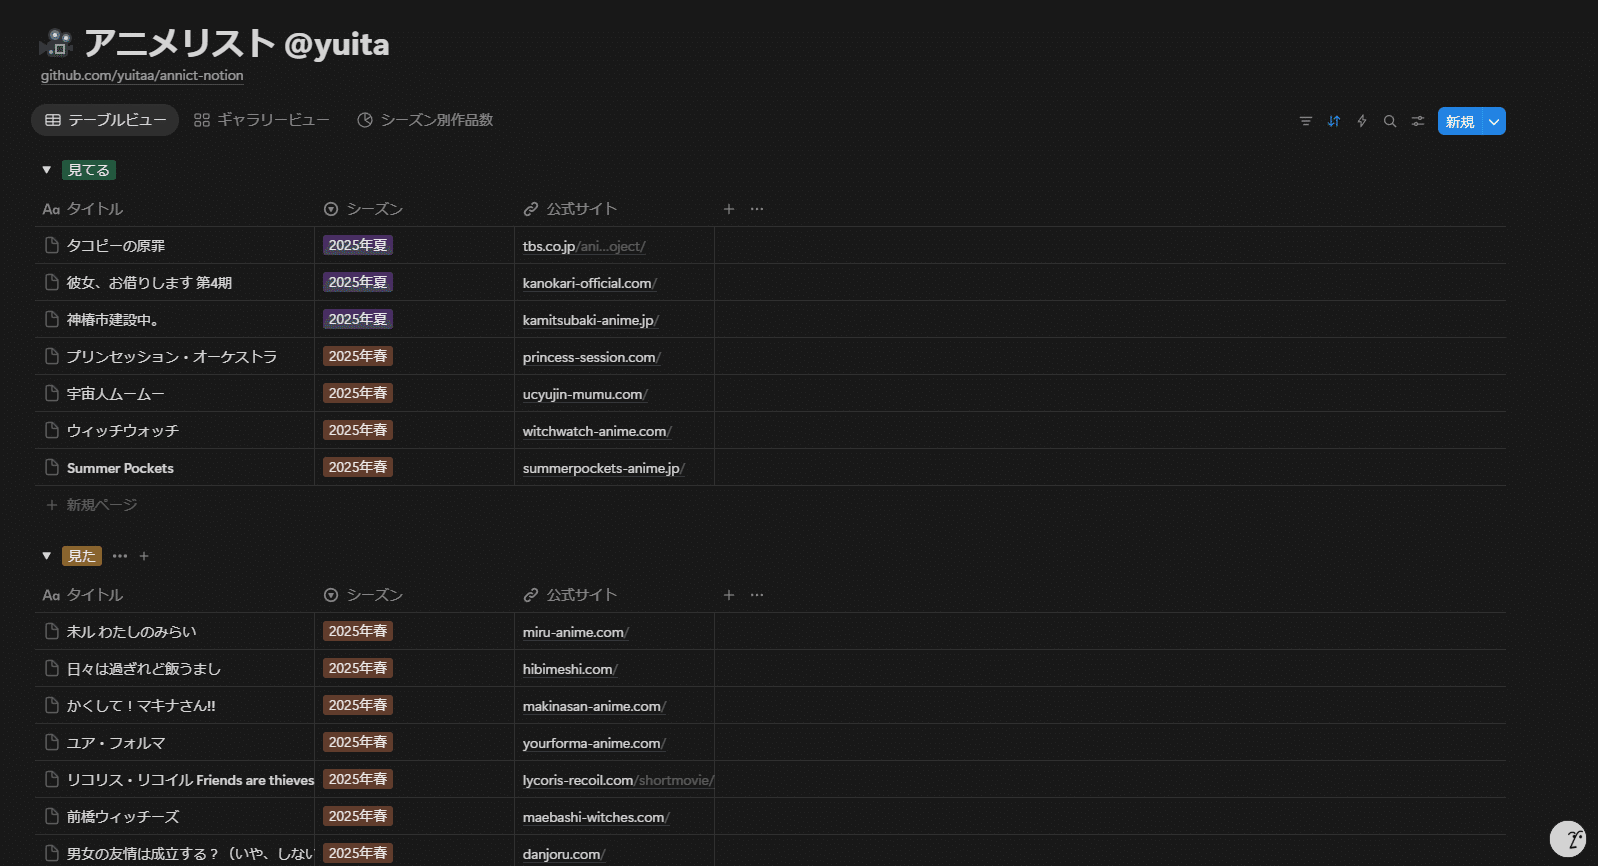 アニメリスト @yuita
github.com/yuitaa/annict-notion
テーブルビュー ギャラリービュー シーズン別作品数 新規
見てる
Aa タイトル シーズン 公式サイト + ...
タコピーの原罪 2025年夏 tbs.co.jp/ani...oject/
彼女、お借りします 第4期 2025年夏 kanokari-official.com/
神椿市建設中。 2025年夏 kamitsubaki-anime.jp/
プリンセッション・オーケストラ 2025年春 princess-session.com/
宇宙人ムームー 2025年春 ucyujin-mumu.com/
ウィッチウォッチ 2025年春 witchwatch-anime.com/
Summer Pockets 2025年春 summerpockets-anime.jp/
+ 新規ページ
見た ... +
Aa タイトル シーズン 公式サイト + ...
未ル わたしのみらい 2025年春 miru-anime.com/
日々は過ぎれど飯うまし 2025年春 hibimeshi.com/
かくして！マキナさん!! 2025年春 makinasan-anime.com/
ユア・フォルマ 2025年春 yourforma-anime.com/
リコリス・リコイル Friends are thieves 2025年春 lycoris-recoil.com/shortmovie/
前橋ウィッチーズ 2025年春 maebashi-witches.com/
男女の友情は成立する？（いや、しない 2025年春 danjoru.com/